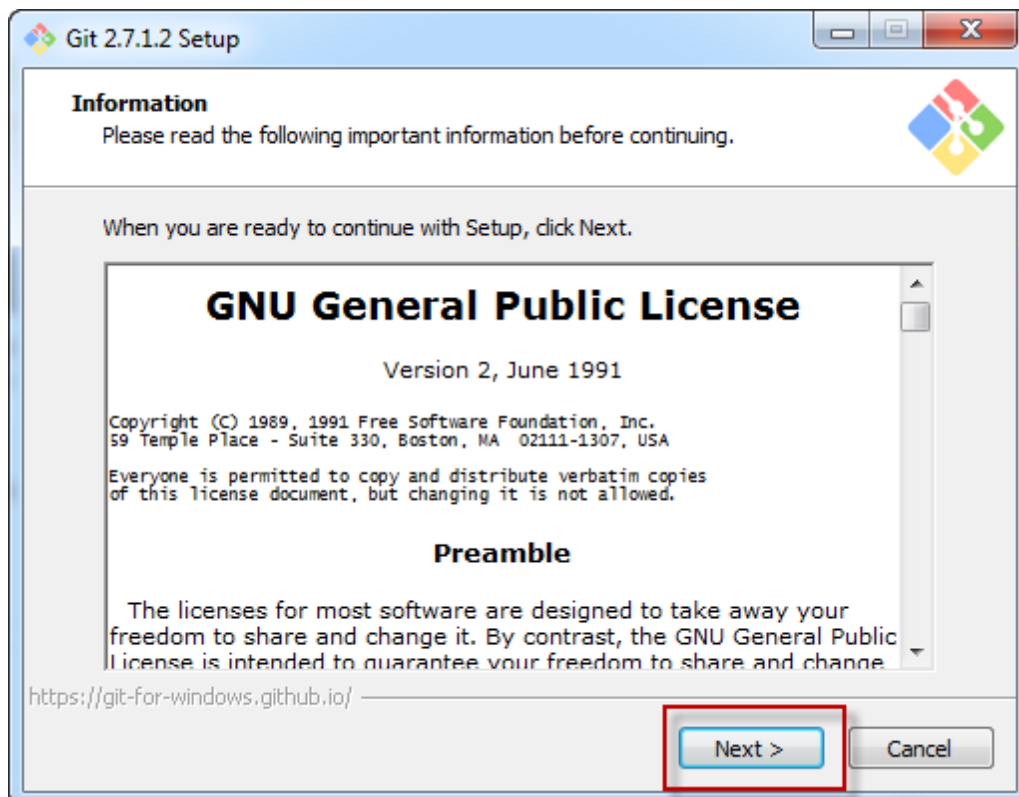 Git 2.7.1.2 Setup
Information
Please read the following important information before continuing.
When you are ready to continue with Setup, click Next.
GNU General Public License
Version 2, June 1991
Copyright (C) 1989, 1991 Free Software Foundation, Inc.
59 Temple Place - Suite 330, Boston, MA  02111-1307, USA
Everyone is permitted to copy and distribute verbatim copies
of this license document, but changing it is not allowed.
Preamble
The licenses for most software are designed to take away your
freedom to share and change it. By contrast, the GNU General Public
License is intended to guarantee your freedom to share and change
https://git-for-windows.github.io/
Next >
Cancel